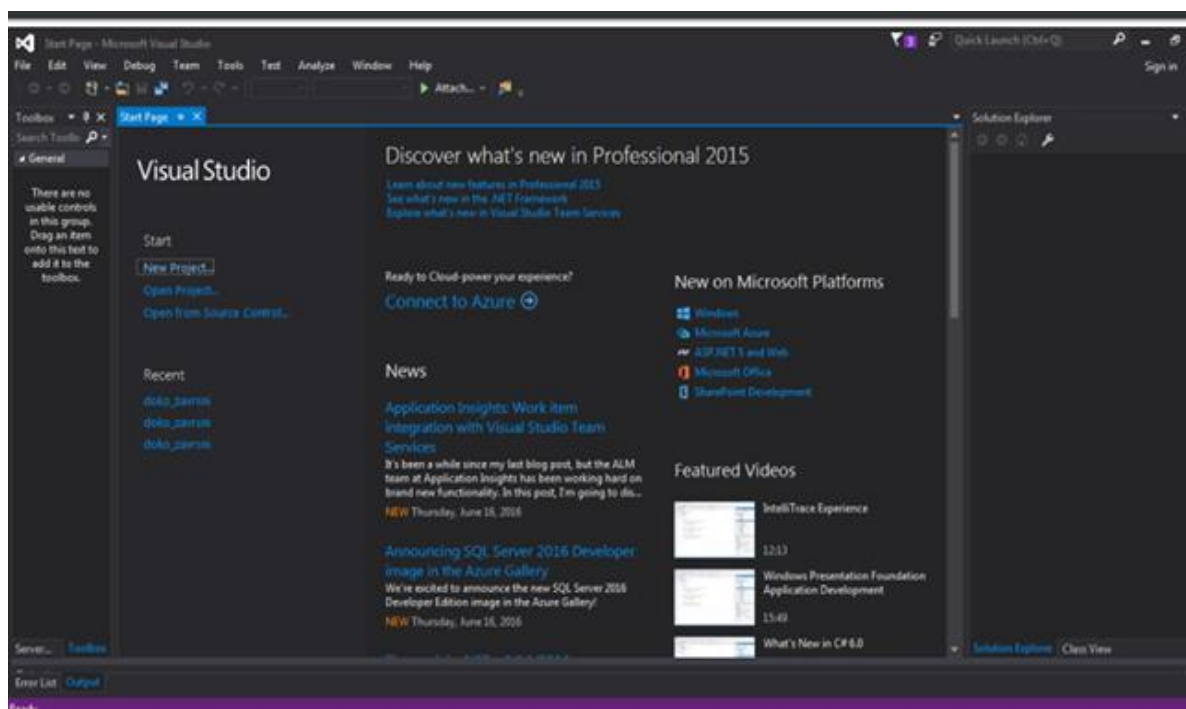 Start Page - Microsoft Visual Studio
3
Quick Launch (Ctrl+Q)
File Edit View Debug Team Tools Test Analyze Window Help
Sign in
Attach...
Toolbox
Start Page
Solution Explorer
Search Toolbo
General
There are no
usable controls
in this group.
Drag an item
onto this text to
add it to the
toolbox.
Visual Studio
Start
New Project...
Open Project...
Open from Source Control...
Recent
Discover what's new in Professional 2015
Learn about new features in Professional 2015
See what's new in the .NET Framework
Explore what's new in Visual Studio Team Services
Ready to Cloud-power your experience?
Connect to Azure
News
Application Insights: Work item
integration with Visual Studio Team
Services
It's been a while since my last blog post, but the ALM
team at Application Insights has been working hard on
brand new functionality. In this post, I'm going to dis...
NEW Thursday, June 16, 2016
Announcing SQL Server 2016 Developer
image in the Azure Gallery
We're excited to announce the new SQL Server 2016
Developer Edition image in the Azure Gallery!
NEW Thursday, June 16, 2016
New on Microsoft Platforms
Windows
Microsoft Azure
ASP.NET 5 and Web
Microsoft Office
SharePoint Development
Featured Videos
IntelliTrace Experience
12:13
Windows Presentation Foundation
Application Development
15:49
What's New in C# 6.0
Server... Toolbox
Solution Explorer Class View
Error List Output
Ready